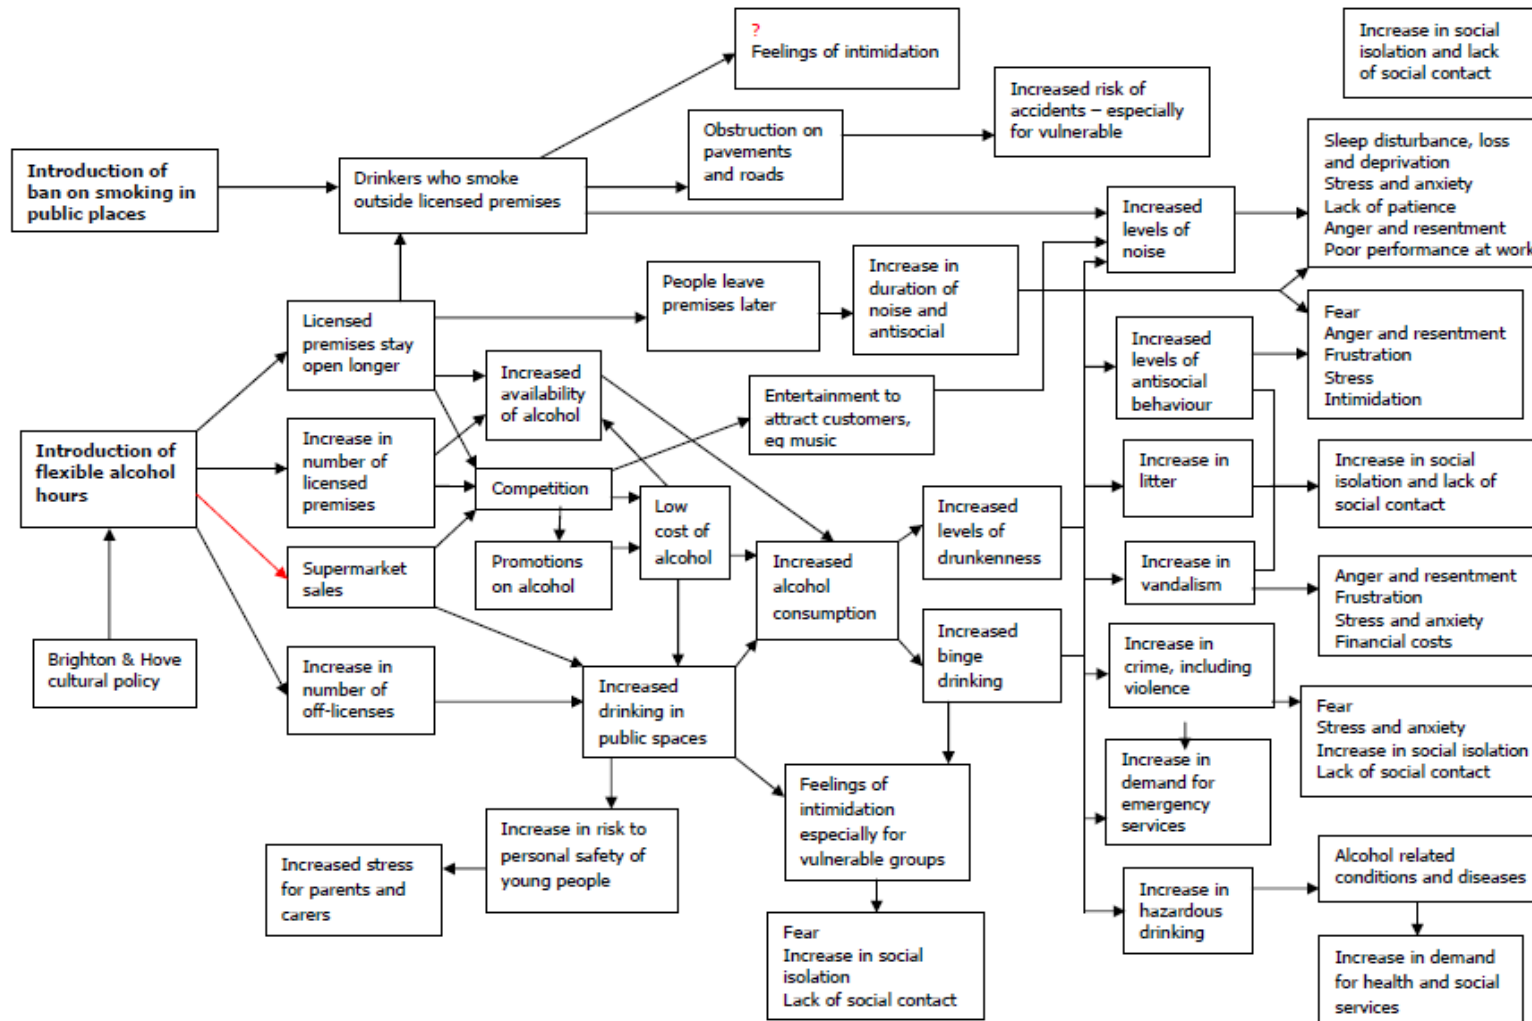 ?
Feelings of intimidation
Increase in social
isolation and lack
of social contact
Increased risk of
accidents – especially
for vulnerable
Obstruction on
pavements
and roads
Introduction of
ban on smoking in
public places
Drinkers who smoke
outside licensed premises
Sleep disturbance, loss
and deprivation
Stress and anxiety
Lack of patience
Anger and resentment
Poor performance at work
Increased
levels of
noise
People leave
premises later
Increase in
duration of
noise and
antisocial
Licensed
premises stay
open longer
Increased
availability
of alcohol
Entertainment to
attract customers,
eg music
Increased
levels of
antisocial
behaviour
Fear
Anger and resentment
Frustration
Stress
Intimidation
Introduction of
flexible alcohol
hours
Increase in
number of
licensed
premises
Competition
Low
cost of
alcohol
Increased
levels of
drunkenness
Increase in
litter
Increase in social
isolation and lack of
social contact
Supermarket
sales
Promotions
on alcohol
Increased
alcohol
consumption
Increase in
vandalism
Anger and resentment
Frustration
Stress and anxiety
Financial costs
Brighton & Hove
cultural policy
Increase in
number of
off-licenses
Increased
drinking in
public spaces
Increased
binge
drinking
Increase in
crime, including
violence
Fear
Stress and anxiety
Increase in social isolation
Lack of social contact
Increase in
demand for
emergency
services
Feelings of
intimidation
especially for
vulnerable groups
Increase in risk to
personal safety of
young people
Increased stress
for parents and
carers
Increase in
hazardous
drinking
Alcohol related
conditions and diseases
Fear
Increase in social
isolation
Lack of social contact
Increase in demand
for health and social
services